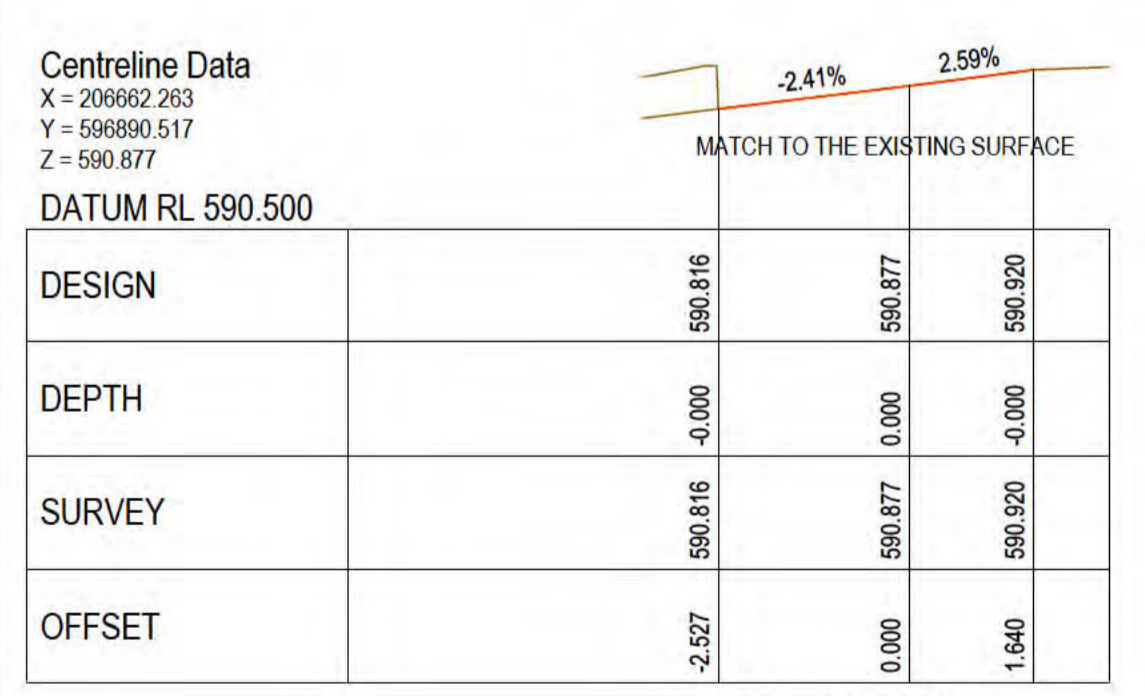 Centreline Data
X = 206662.263
Y = 596890.517
Z = 590.877
DATUM RL 590.500
-2.41%
2.59%
MATCH TO THE EXISTING SURFACE
DESIGN 590.816 590.877 590.920
DEPTH -0.000 0.000 -0.000
SURVEY 590.816 590.877 590.920
OFFSET -2.527 0.000 1.640